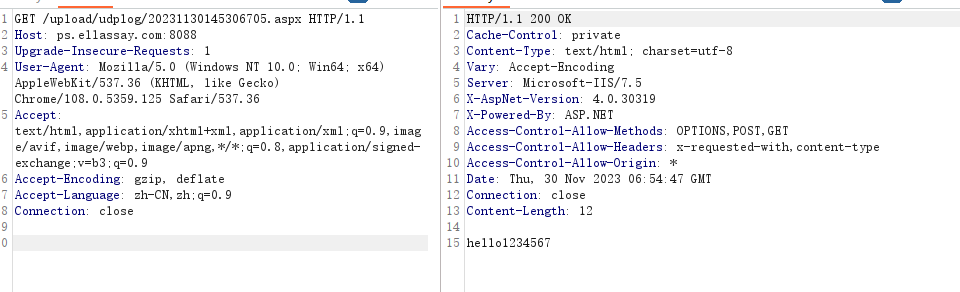 1 GET /upload/udplog/20231130145306705.aspx HTTP/1.1
2 Host: ps.ellassay.com:8088
3 Upgrade-Insecure-Requests: 1
4 User-Agent: Mozilla/5.0 (Windows NT 10.0; Win64; x64)
AppleWebKit/537.36 (KHTML, like Gecko)
Chrome/108.0.5359.125 Safari/537.36
5 Accept:
text/html,application/xhtml+xml,application/xml;q=0.9,imag
e/avif,image/webp,image/apng,*/*;q=0.8,application/signed-
exchange;v=b3;q=0.9
6 Accept-Encoding: gzip, deflate
7 Accept-Language: zh-CN,zh;q=0.9
8 Connection: close
9
0
1 HTTP/1.1 200 OK
2 Cache-Control: private
3 Content-Type: text/html; charset=utf-8
4 Vary: Accept-Encoding
5 Server: Microsoft-IIS/7.5
6 X-AspNet-Version: 4.0.30319
7 X-Powered-By: ASP.NET
8 Access-Control-Allow-Methods: OPTIONS,POST,GET
9 Access-Control-Allow-Headers: x-requested-with,content-type
10 Access-Control-Allow-Origin: *
11 Date: Thu, 30 Nov 2023 06:54:47 GMT
12 Connection: close
13 Content-Length: 12
14
15 hello1234567